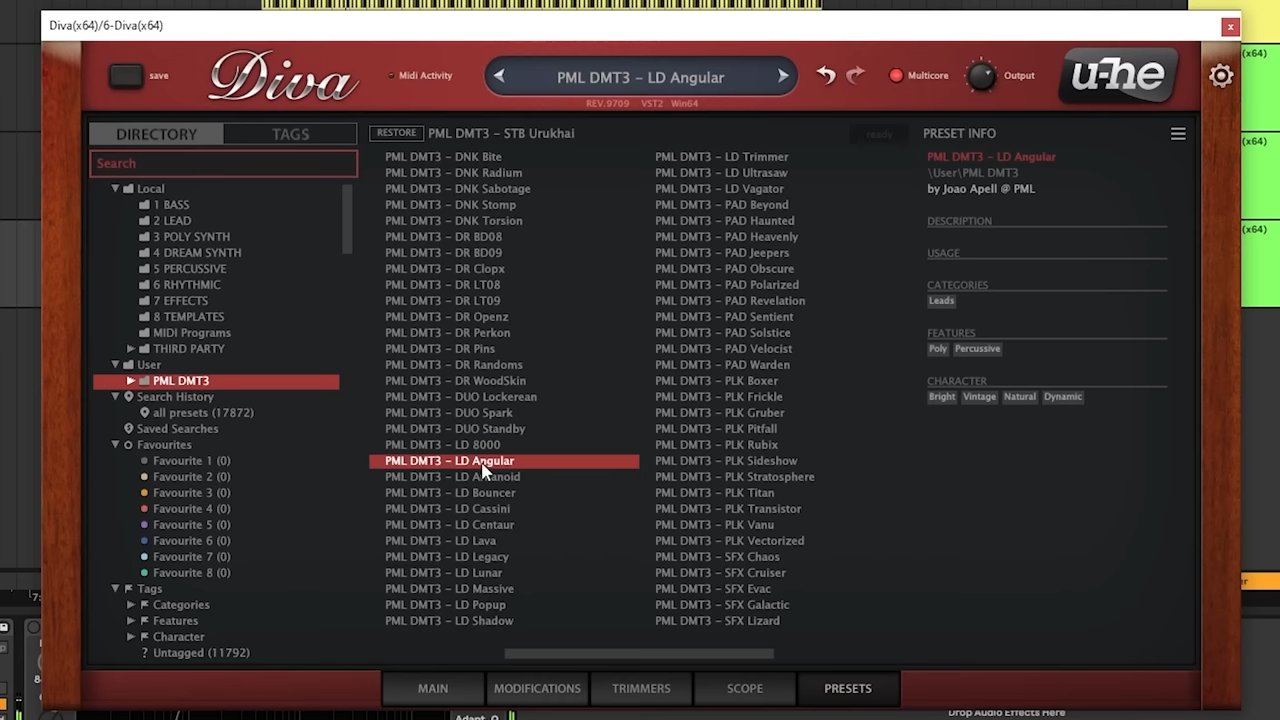 Diva(x64)/6-Diva(x64)
x
save
Diva
Midi Activity
PML DMT3 – LD Angular
Multicore
Output
u-he
REV.9709 VST2 Win64
(x64)
(x64)
(x64)
DIRECTORY
TAGS
Search
Local
1 BASS
2 LEAD
3 POLY SYNTH
4 DREAM SYNTH
5 PERCUSSIVE
6 RHYTHMIC
7 EFFECTS
8 TEMPLATES
MIDI Programs
THIRD PARTY
User
PML DMT3
Search History
all presets (17872)
Saved Searches
Favourites
Favourite 1 (0)
Favourite 2 (0)
Favourite 3 (0)
Favourite 4 (0)
Favourite 5 (0)
Favourite 6 (0)
Favourite 7 (0)
Favourite 8 (0)
Tags
Categories
Features
Character
? Untagged (11792)
RESTORE
PML DMT3 – STB Urukhai
ready
PML DMT3 – DNK Bite
PML DMT3 – DNK Radium
PML DMT3 – DNK Sabotage
PML DMT3 – DNK Stomp
PML DMT3 – DNK Torsion
PML DMT3 – DR BD08
PML DMT3 – DR BD09
PML DMT3 – DR Clopx
PML DMT3 – DR LT08
PML DMT3 – DR LT09
PML DMT3 – DR Openz
PML DMT3 – DR Perkon
PML DMT3 – DR Pins
PML DMT3 – DR Randoms
PML DMT3 – DR WoodSkin
PML DMT3 – DUO Lockerean
PML DMT3 – DUO Spark
PML DMT3 – DUO Standby
PML DMT3 – LD 8000
PML DMT3 – LD Angular
PML DMT3 – LD
PML DMT3 – LD Bouncer
PML DMT3 – LD Cassini
PML DMT3 – LD Centaur
PML DMT3 – LD Lava
PML DMT3 – LD Legacy
PML DMT3 – LD Lunar
PML DMT3 – LD Massive
PML DMT3 – LD Popup
PML DMT3 – LD Shadow
PML DMT3 – LD Trimmer
PML DMT3 – LD Ultrasaw
PML DMT3 – LD Vagator
PML DMT3 – PAD Beyond
PML DMT3 – PAD Haunted
PML DMT3 – PAD Heavenly
PML DMT3 – PAD Jeepers
PML DMT3 – PAD Obscure
PML DMT3 – PAD Polarized
PML DMT3 – PAD Revelation
PML DMT3 – PAD Sentient
PML DMT3 – PAD Solstice
PML DMT3 – PAD Velocist
PML DMT3 – PAD Warden
PML DMT3 – PLK Boxer
PML DMT3 – PLK Frickle
PML DMT3 – PLK Gruber
PML DMT3 – PLK Pitfall
PML DMT3 – PLK Rubix
PML DMT3 – PLK Sideshow
PML DMT3 – PLK Stratosphere
PML DMT3 – PLK Titan
PML DMT3 – PLK Transistor
PML DMT3 – PLK Vanu
PML DMT3 – PLK Vectorized
PML DMT3 – SFX Chaos
PML DMT3 – SFX Cruiser
PML DMT3 – SFX Evac
PML DMT3 – SFX Galactic
PML DMT3 – SFX Lizard
PRESET INFO
PML DMT3 – LD Angular
\User\PML DMT3
by Joao Apell @ PML
DESCRIPTION
USAGE
CATEGORIES
Leads
FEATURES
Poly Percussive
CHARACTER
Bright Vintage Natural Dynamic
MAIN
MODIFICATIONS
TRIMMERS
SCOPE
PRESETS
Drop Audio Effects Here